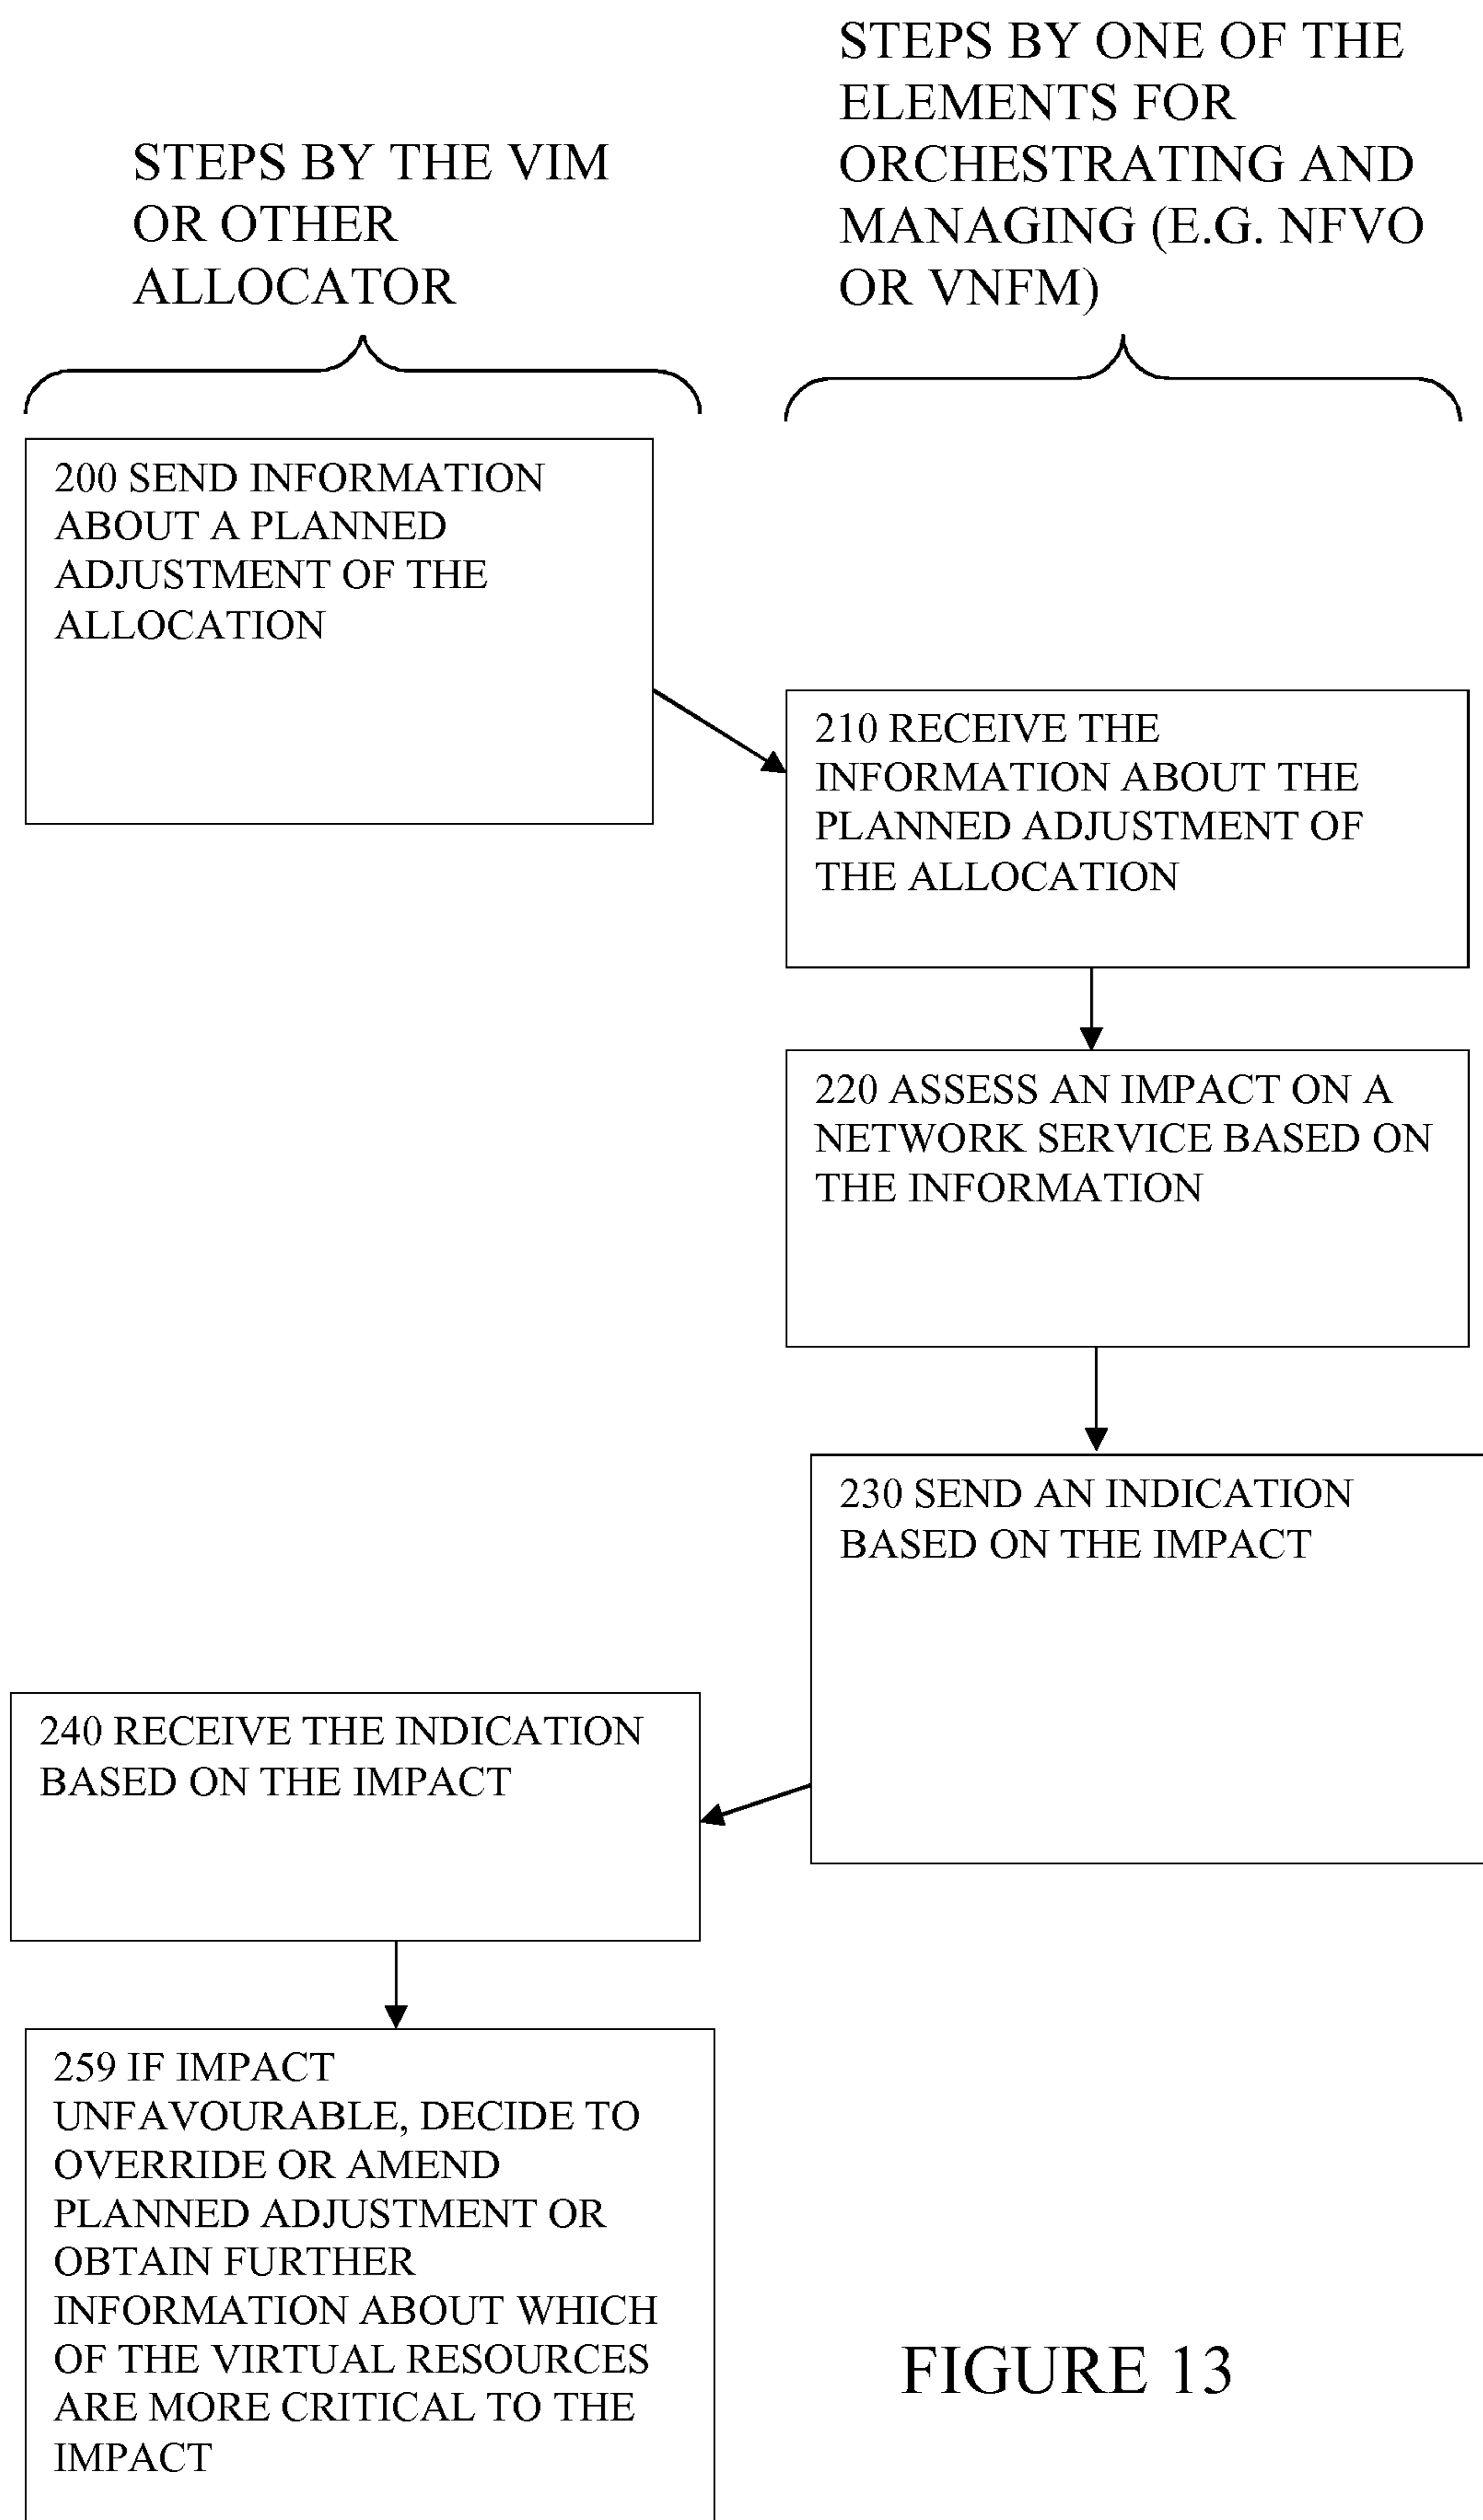 STEPS BY THE VIM
OR OTHER
ALLOCATOR
STEPS BY ONE OF THE
ELEMENTS FOR
ORCHESTRATING AND
MANAGING (E.G. NFVO
OR VNFM)
200 SEND INFORMATION
ABOUT A PLANNED
ADJUSTMENT OF THE
ALLOCATION
210 RECEIVE THE
INFORMATION ABOUT THE
PLANNED ADJUSTMENT OF
THE ALLOCATION
220 ASSESS AN IMPACT ON A
NETWORK SERVICE BASED ON
THE INFORMATION
230 SEND AN INDICATION
BASED ON THE IMPACT
240 RECEIVE THE INDICATION
BASED ON THE IMPACT
259 IF IMPACT
UNFAVOURABLE, DECIDE TO
OVERRIDE OR AMEND
PLANNED ADJUSTMENT OR
OBTAIN FURTHER
INFORMATION ABOUT WHICH
OF THE VIRTUAL RESOURCES
ARE MORE CRITICAL TO THE
IMPACT
FIGURE 13